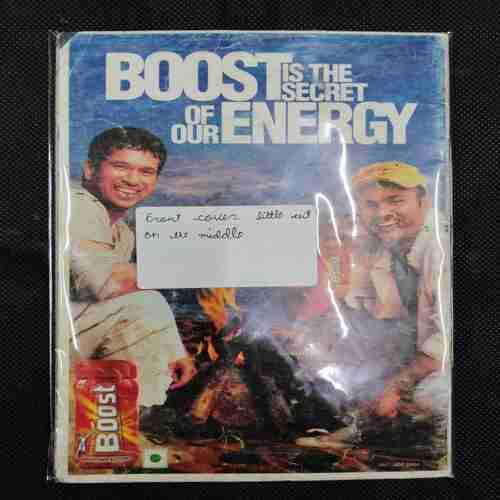 BOOST IS THE
SECRET
OF
OUR ENERGY
Front cover little cut
on the middle
Boost